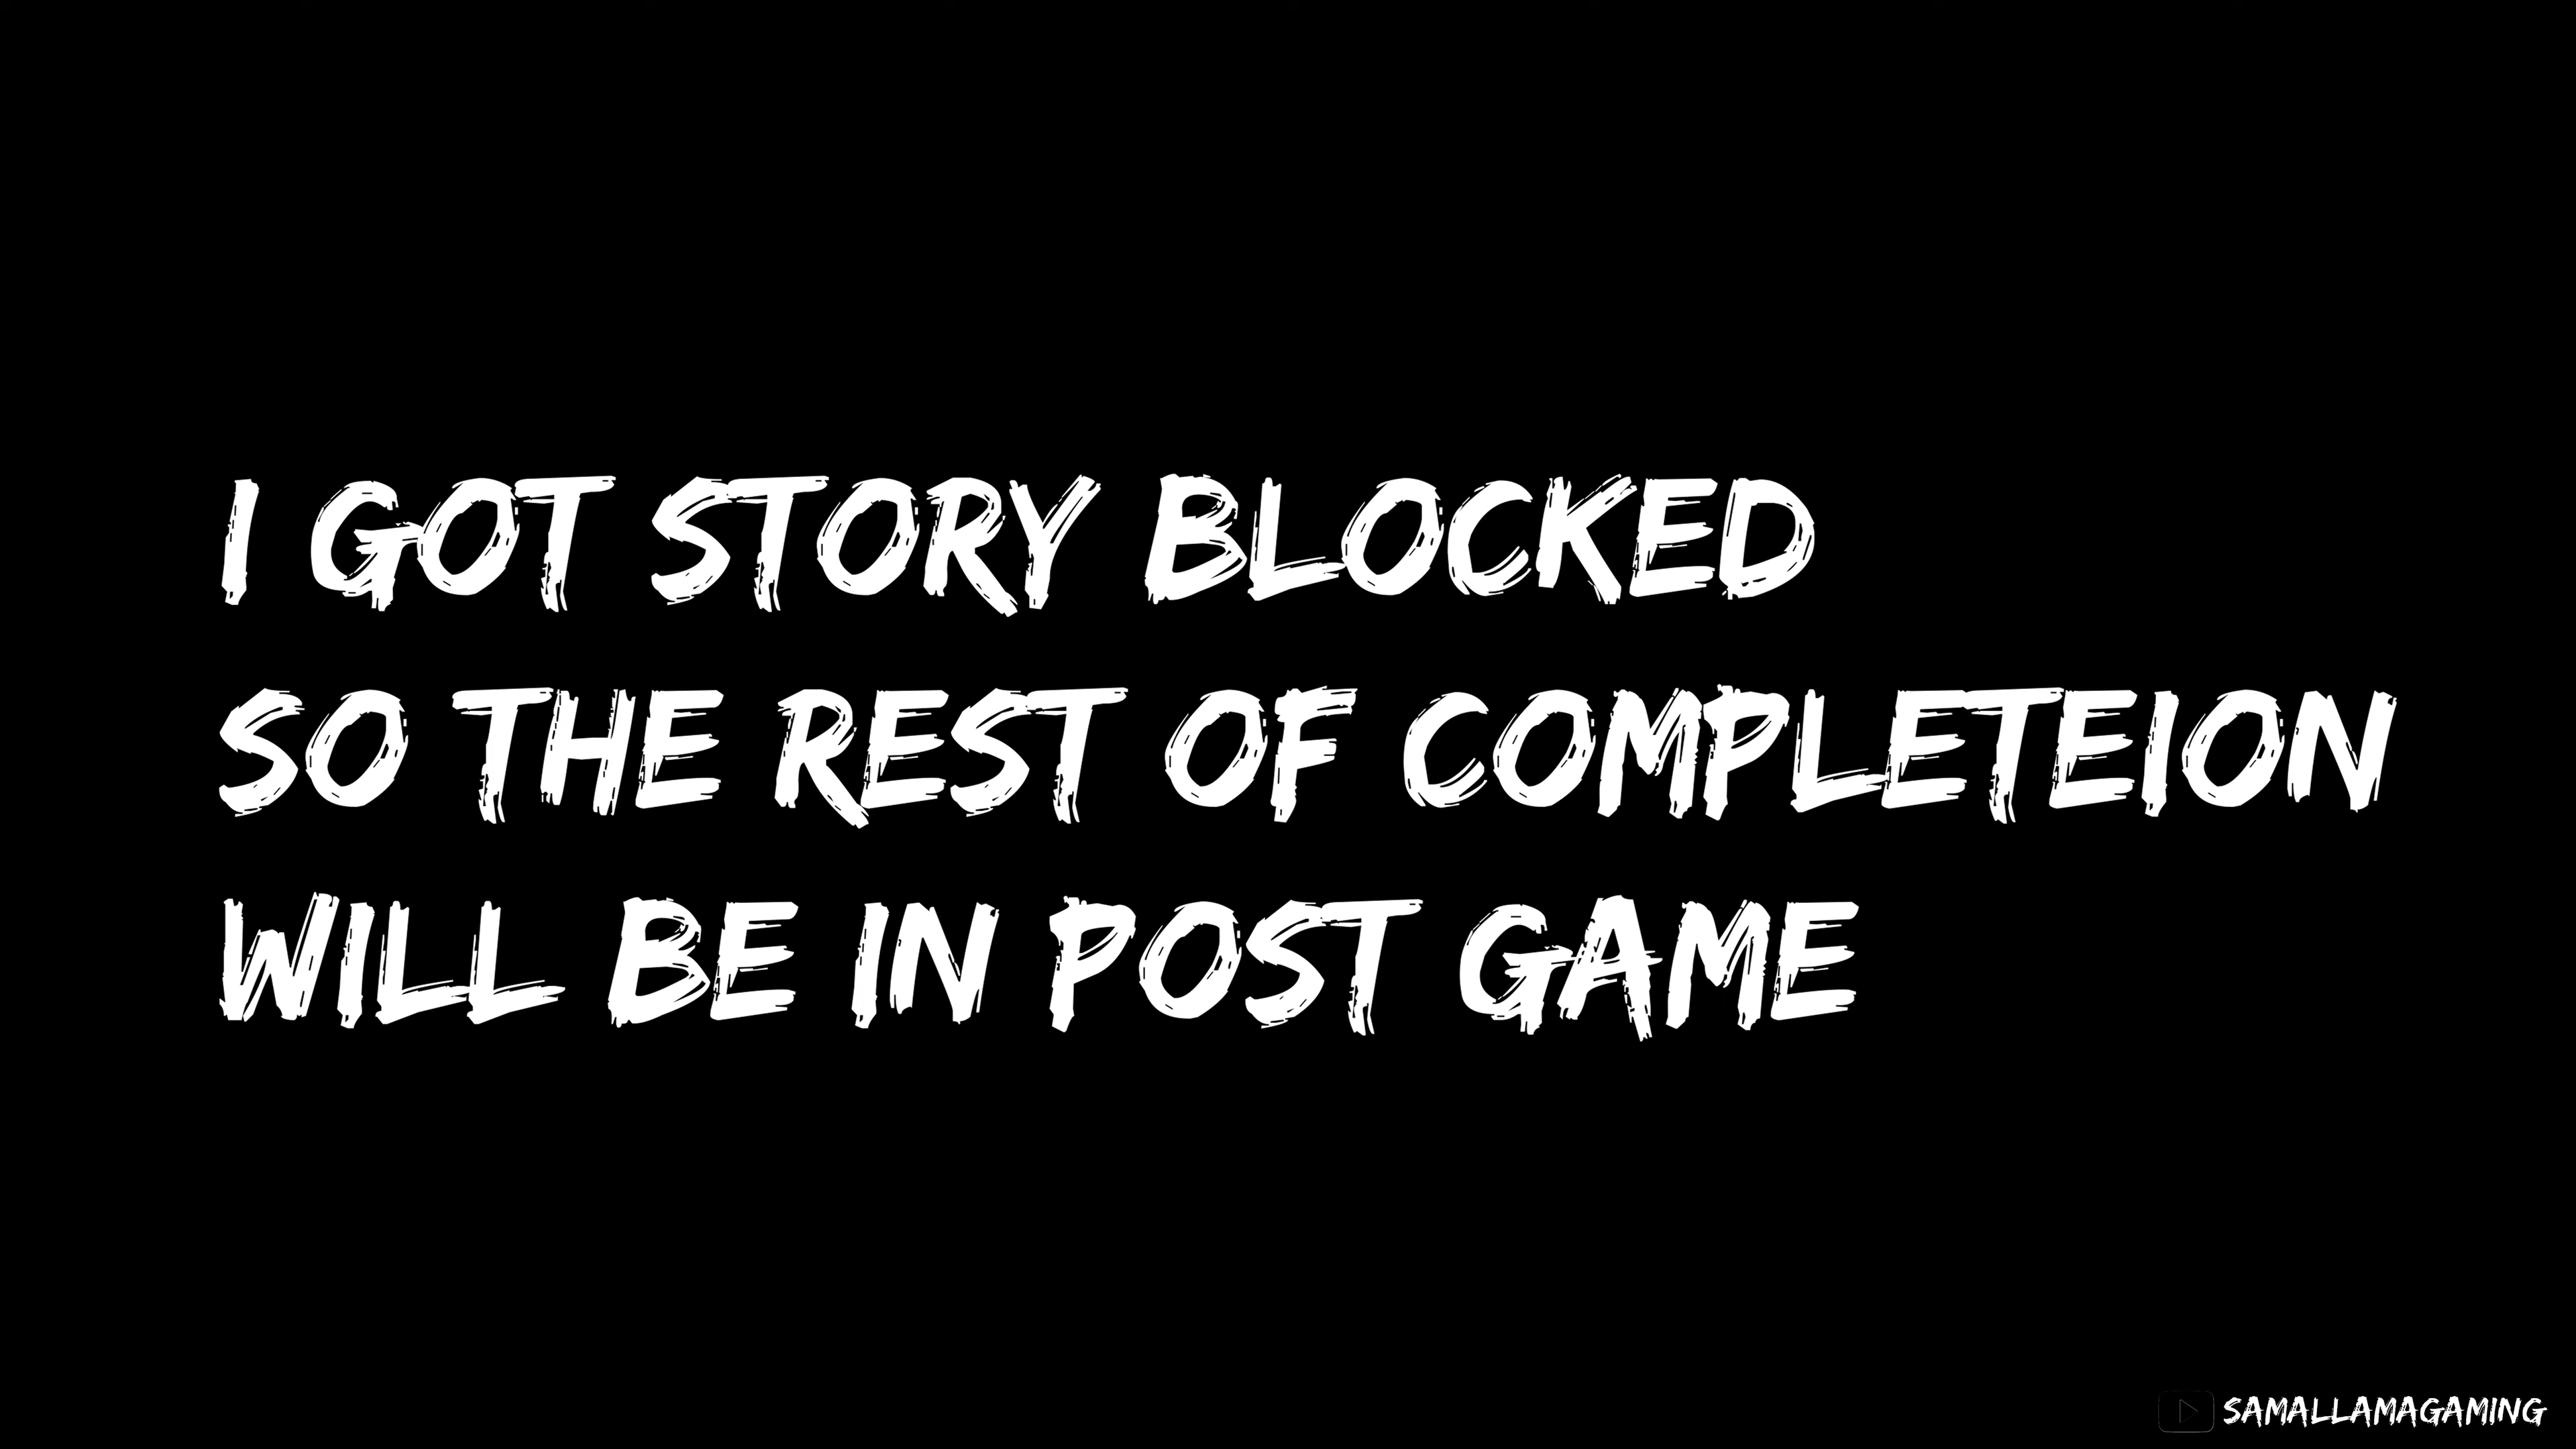 I GOT STORY BLOCKED
SO THE REST OF COMPLETEION
WILL BE IN POST GAME
SAMALLAMAGAMING